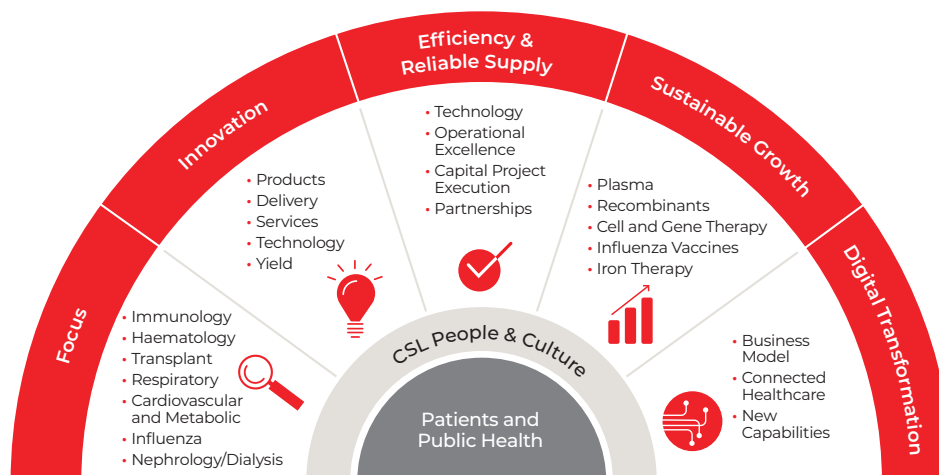 Focus
• Immunology
• Haematology
• Transplant
• Respiratory
• Cardiovascular
and Metabolic
• Influenza
• Nephrology/Dialysis
Innovation
• Products
• Delivery
• Services
• Technology
• Yield
Efficiency &
Reliable Supply
• Technology
• Operational
Excellence
• Capital Project
Execution
• Partnerships
Sustainable Growth
• Plasma
• Recombinants
• Cell and Gene Therapy
• Influenza Vaccines
• Iron Therapy
Digital Transformation
• Business
Model
• Connected
Healthcare
• New
Capabilities
CSL People & Culture
Patients and
Public Health